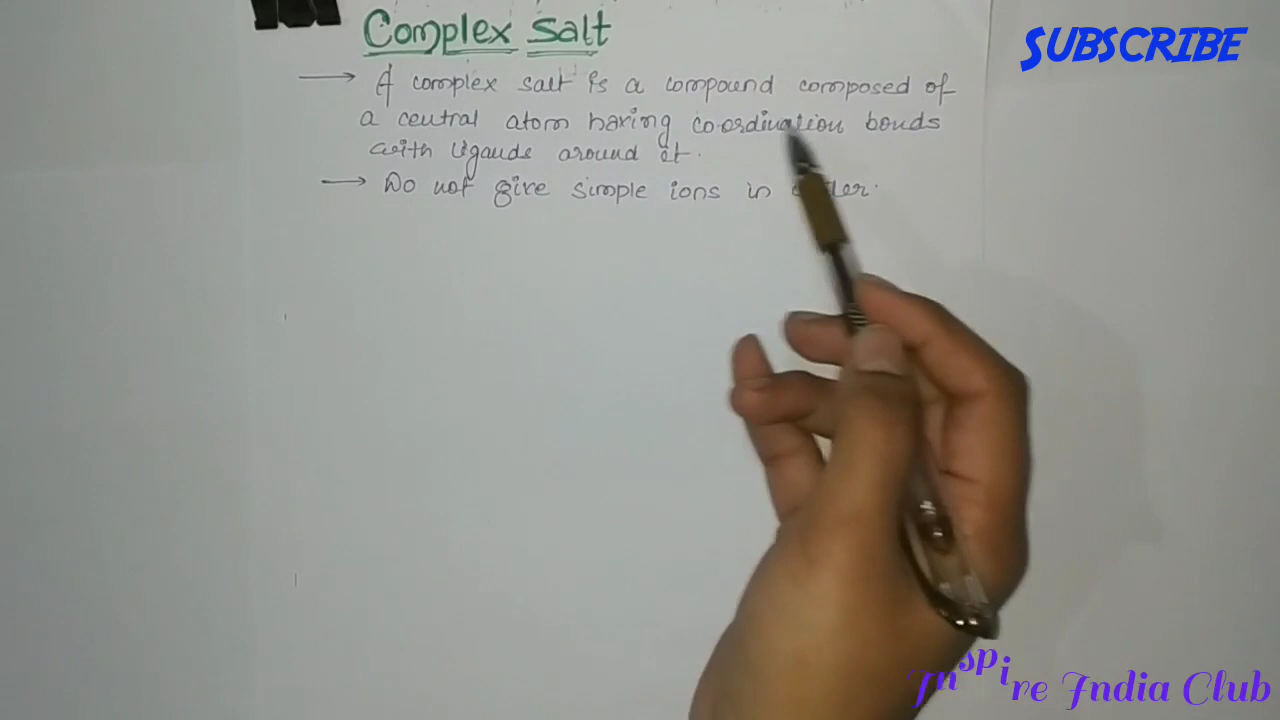 Complex Salt
SUBSCRIBE
→ A complex salt is a compound composed of
a central atom having co-ordination bonds
with ligands around it.
→ Do not give simple ions in
Inspire India Club